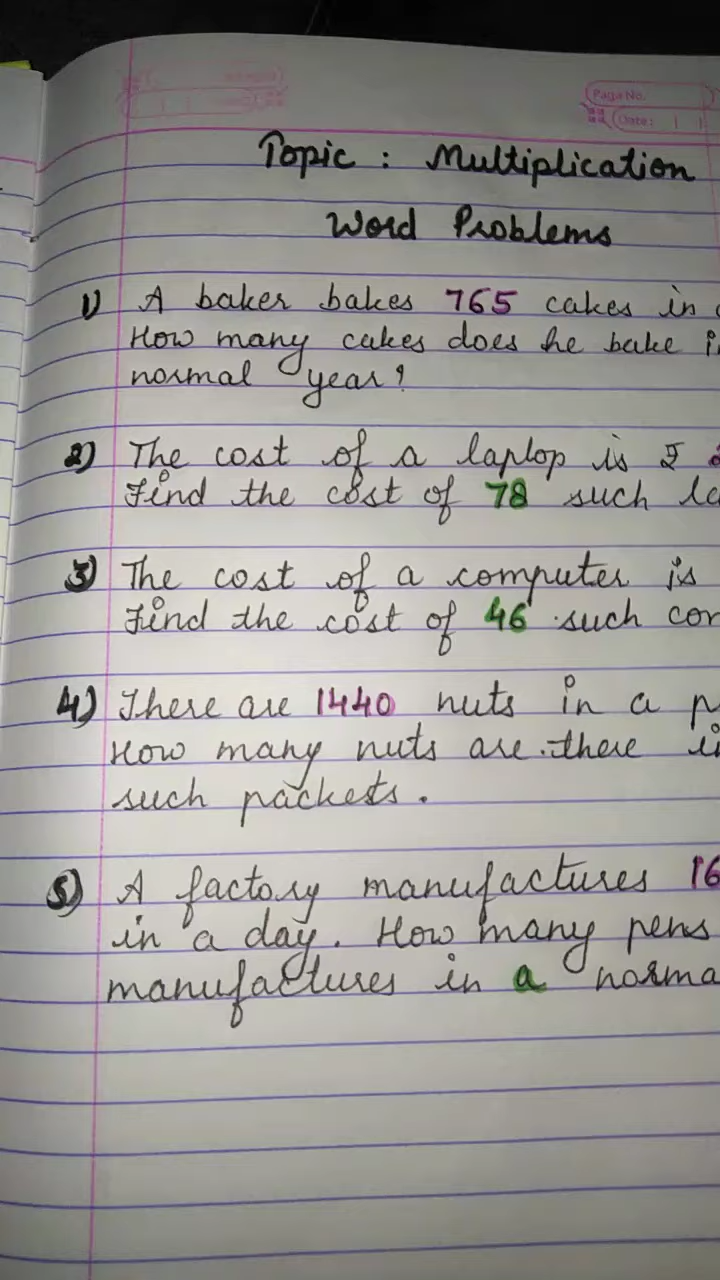 Page No.
Date:
Topic : Multiplication
Word Problems
1) A baker bakes 765 cakes in
How many cakes does he bake
normal year?
2) The cost of a laptop is ₹
Find the cost of 78 such
3) The cost of a computer is
Find the cost of 46 such
4) There are 1440 nuts in a
How many nuts are there
such packets.
5) A factory manufactures
in a day. How many pens
manufactures in a